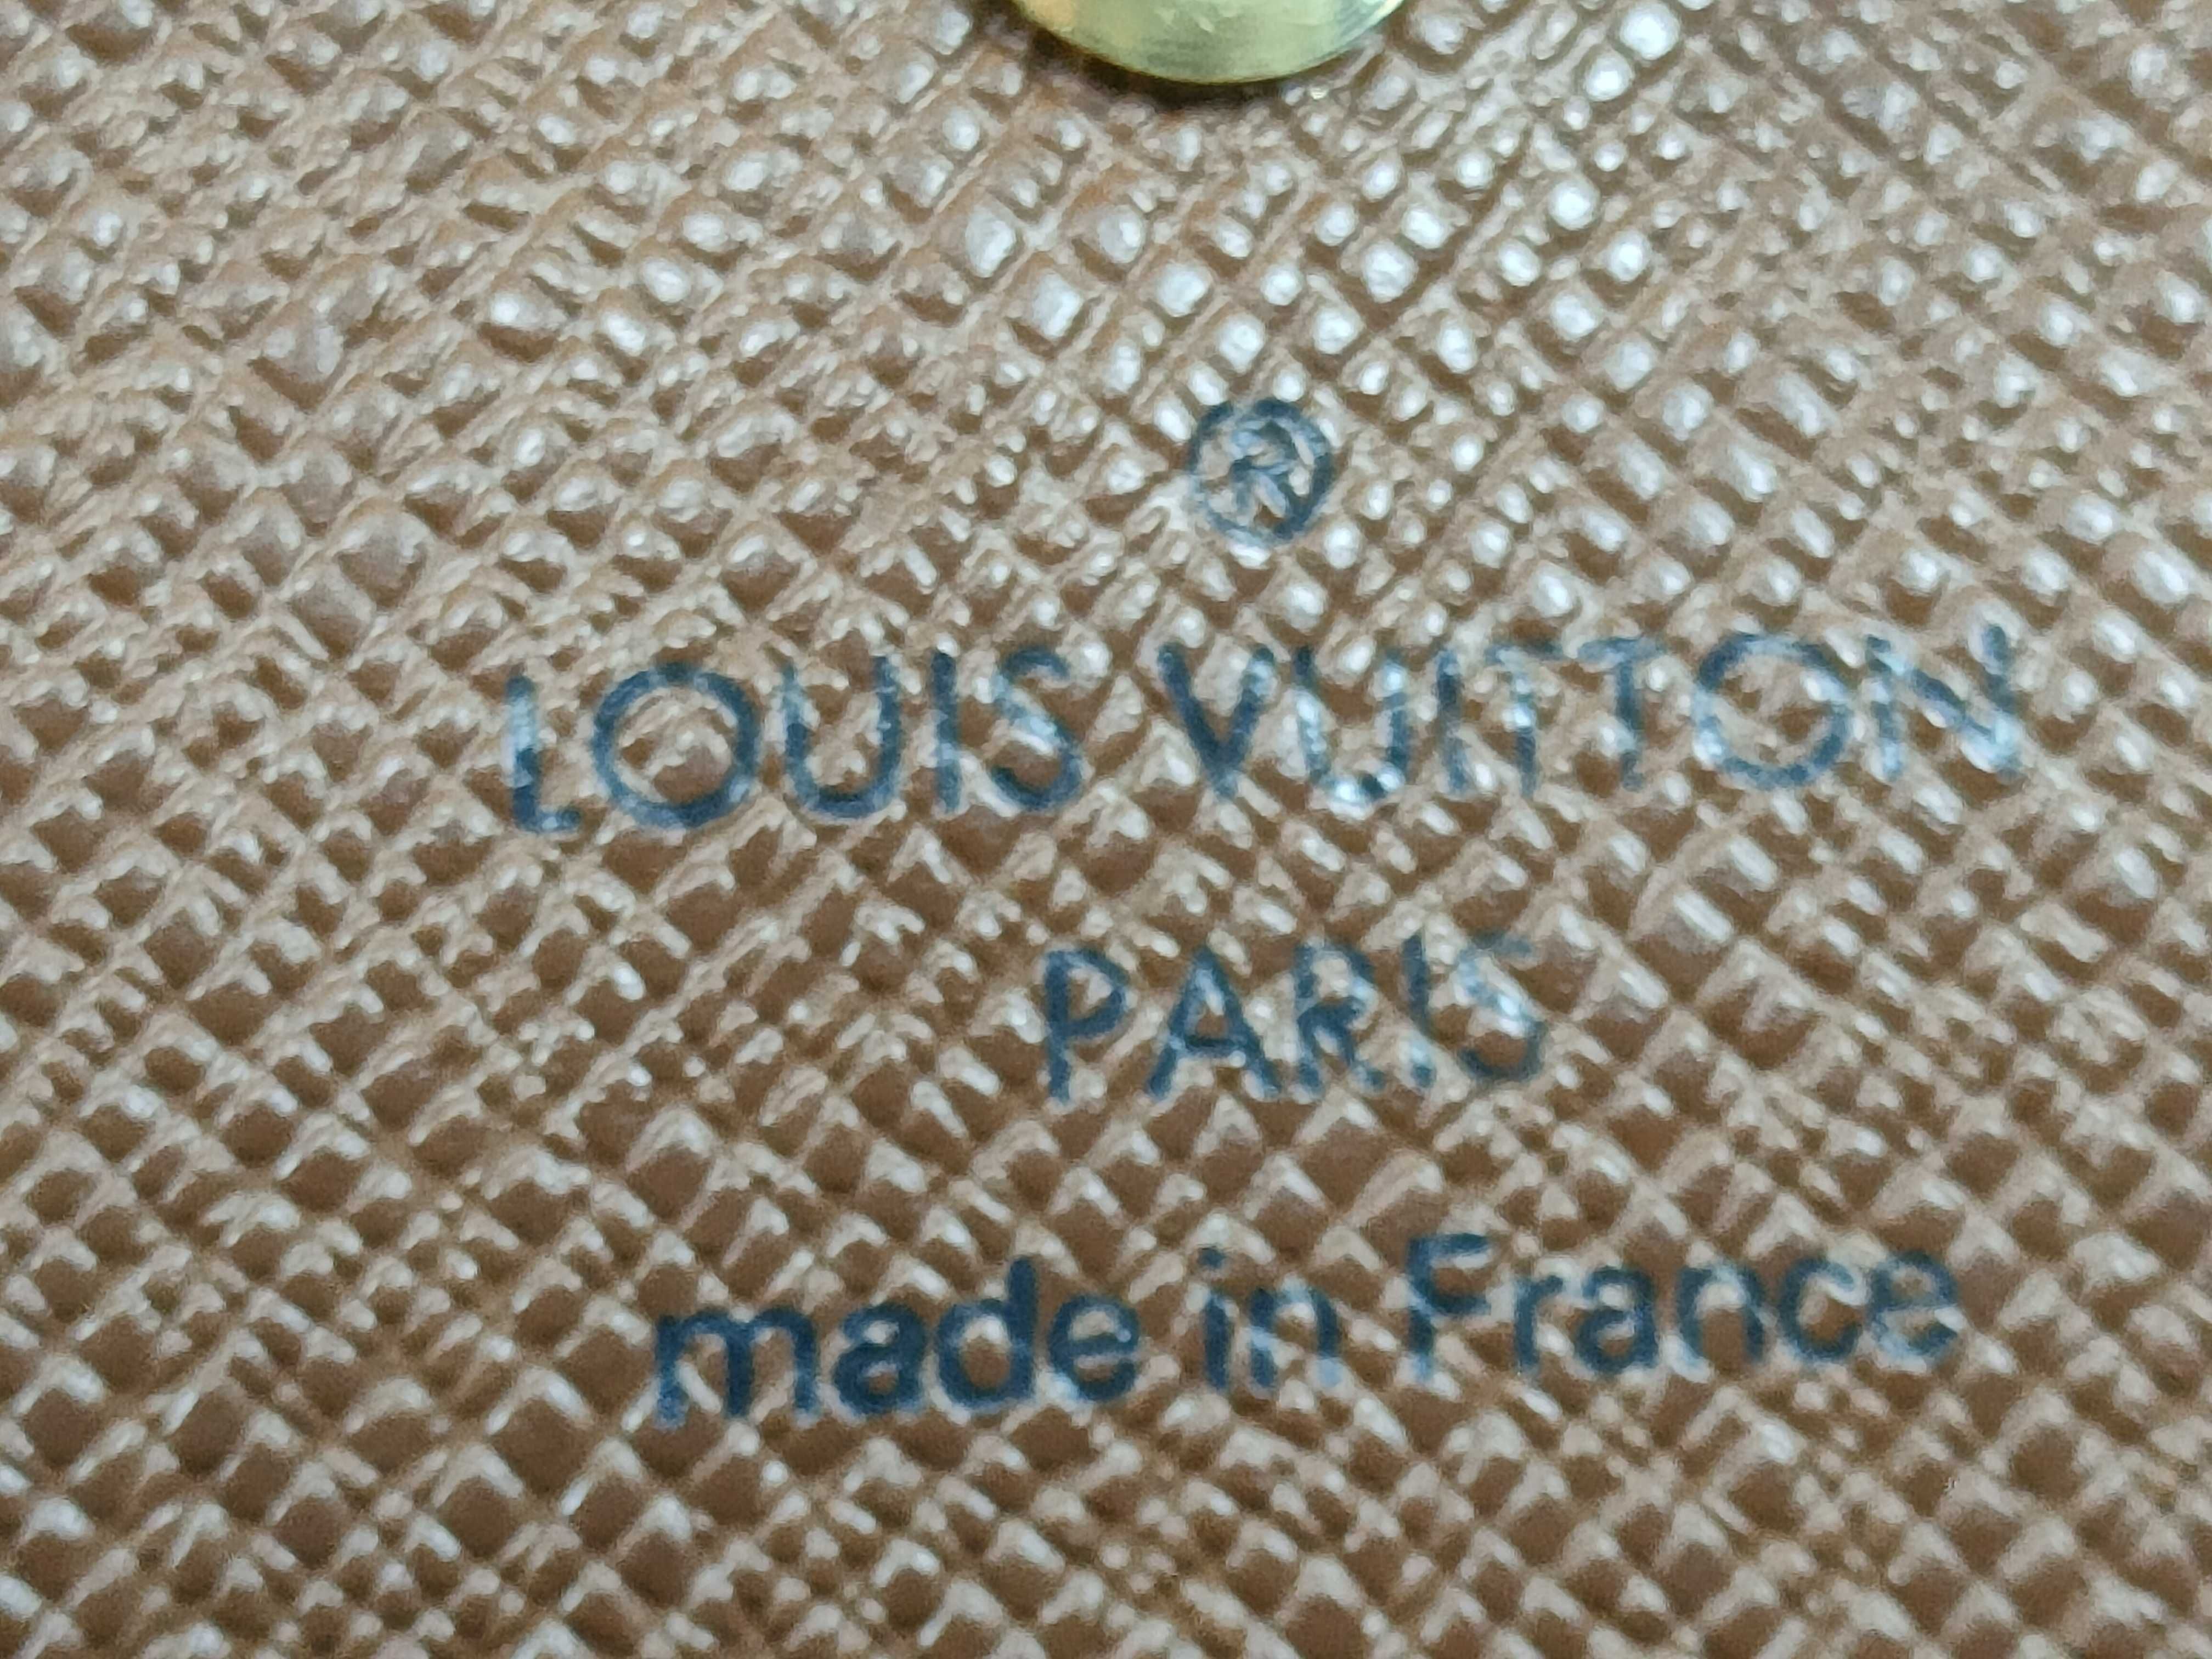 ®
LOUIS VUITTON
PARIS
made in France